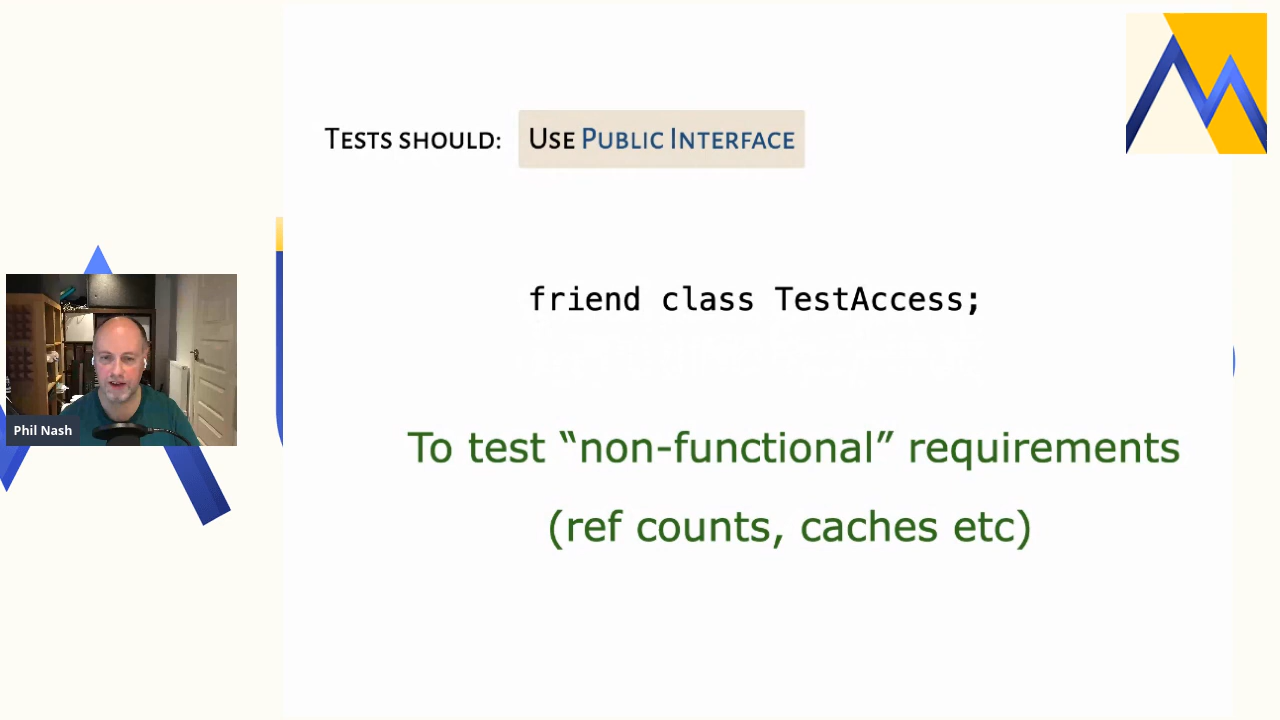 TESTS SHOULD: USE PUBLIC INTERFACE
friend class TestAccess;
To test “non-functional” requirements
(ref counts, caches etc)
Phil Nash